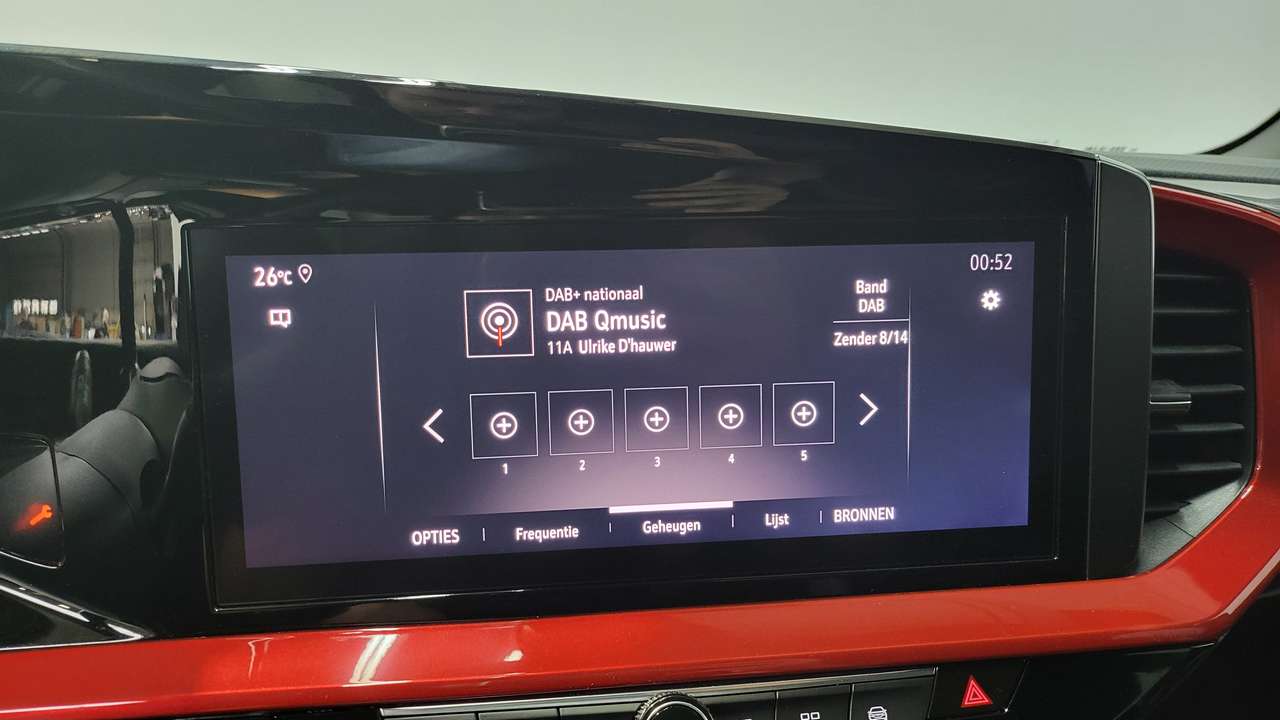 26°C
00:52
DAB+ nationaal
DAB Qmusic
11A Ulrike D'hauwer
Band
DAB
Zender 8/14
1 2 3 4 5
OPTIES | Frequentie | Geheugen | Lijst | BRONNEN